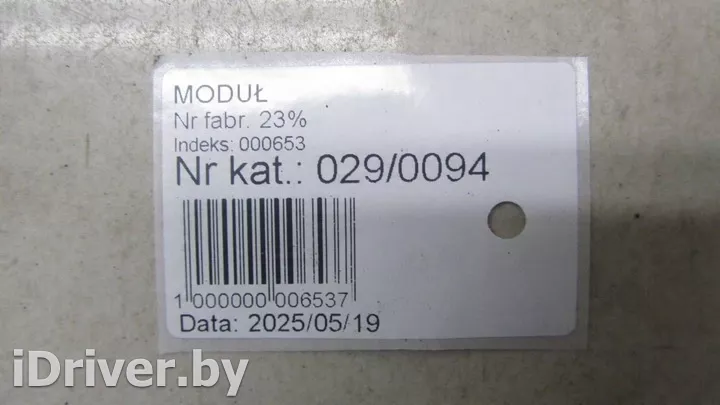 MODUŁ
Nr fabr. 23%
Indeks: 000653
Nr kat.: 029/0094
1 000000 006537
Data: 2025/05/19
iDriver.by